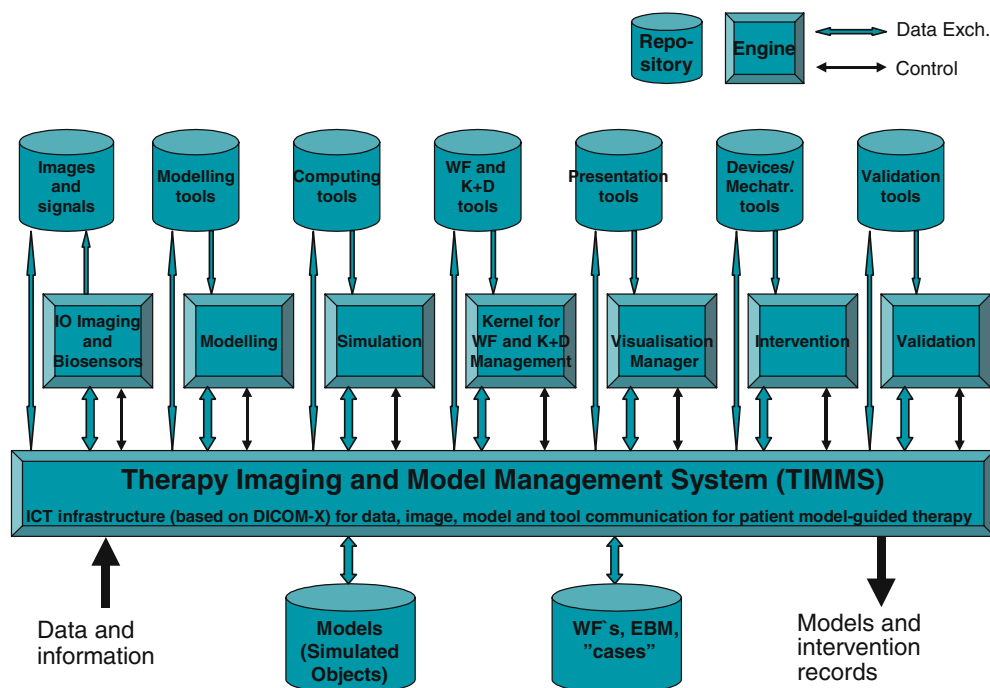 Repo-
sitory
Engine
Data Exch.
Control
Images and signals
Modelling tools
Computing tools
WF and K+D tools
Presentation tools
Devices/ Mechatr. tools
Validation tools
IO Imaging and Biosensors
Modelling
Simulation
Kernel for WF and K+D Management
Visualisation Manager
Intervention
Validation
Therapy Imaging and Model Management System (TIMMS)
ICT infrastructure (based on DICOM-X) for data, image, model and tool communication for patient model-guided therapy
Data and
information
Models
(Simulated
Objects)
WF`s, EBM,
”cases”
Models and
intervention
records